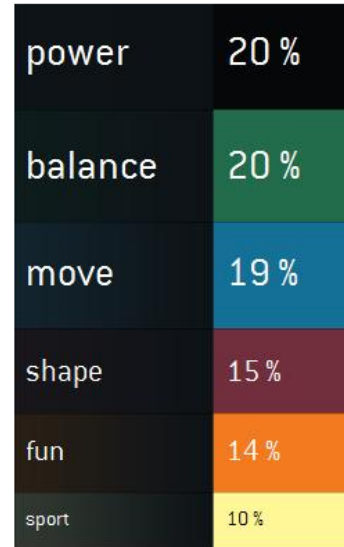 power 20 %
balance 20 %
move 19 %
shape 15 %
fun 14 %
sport 10 %